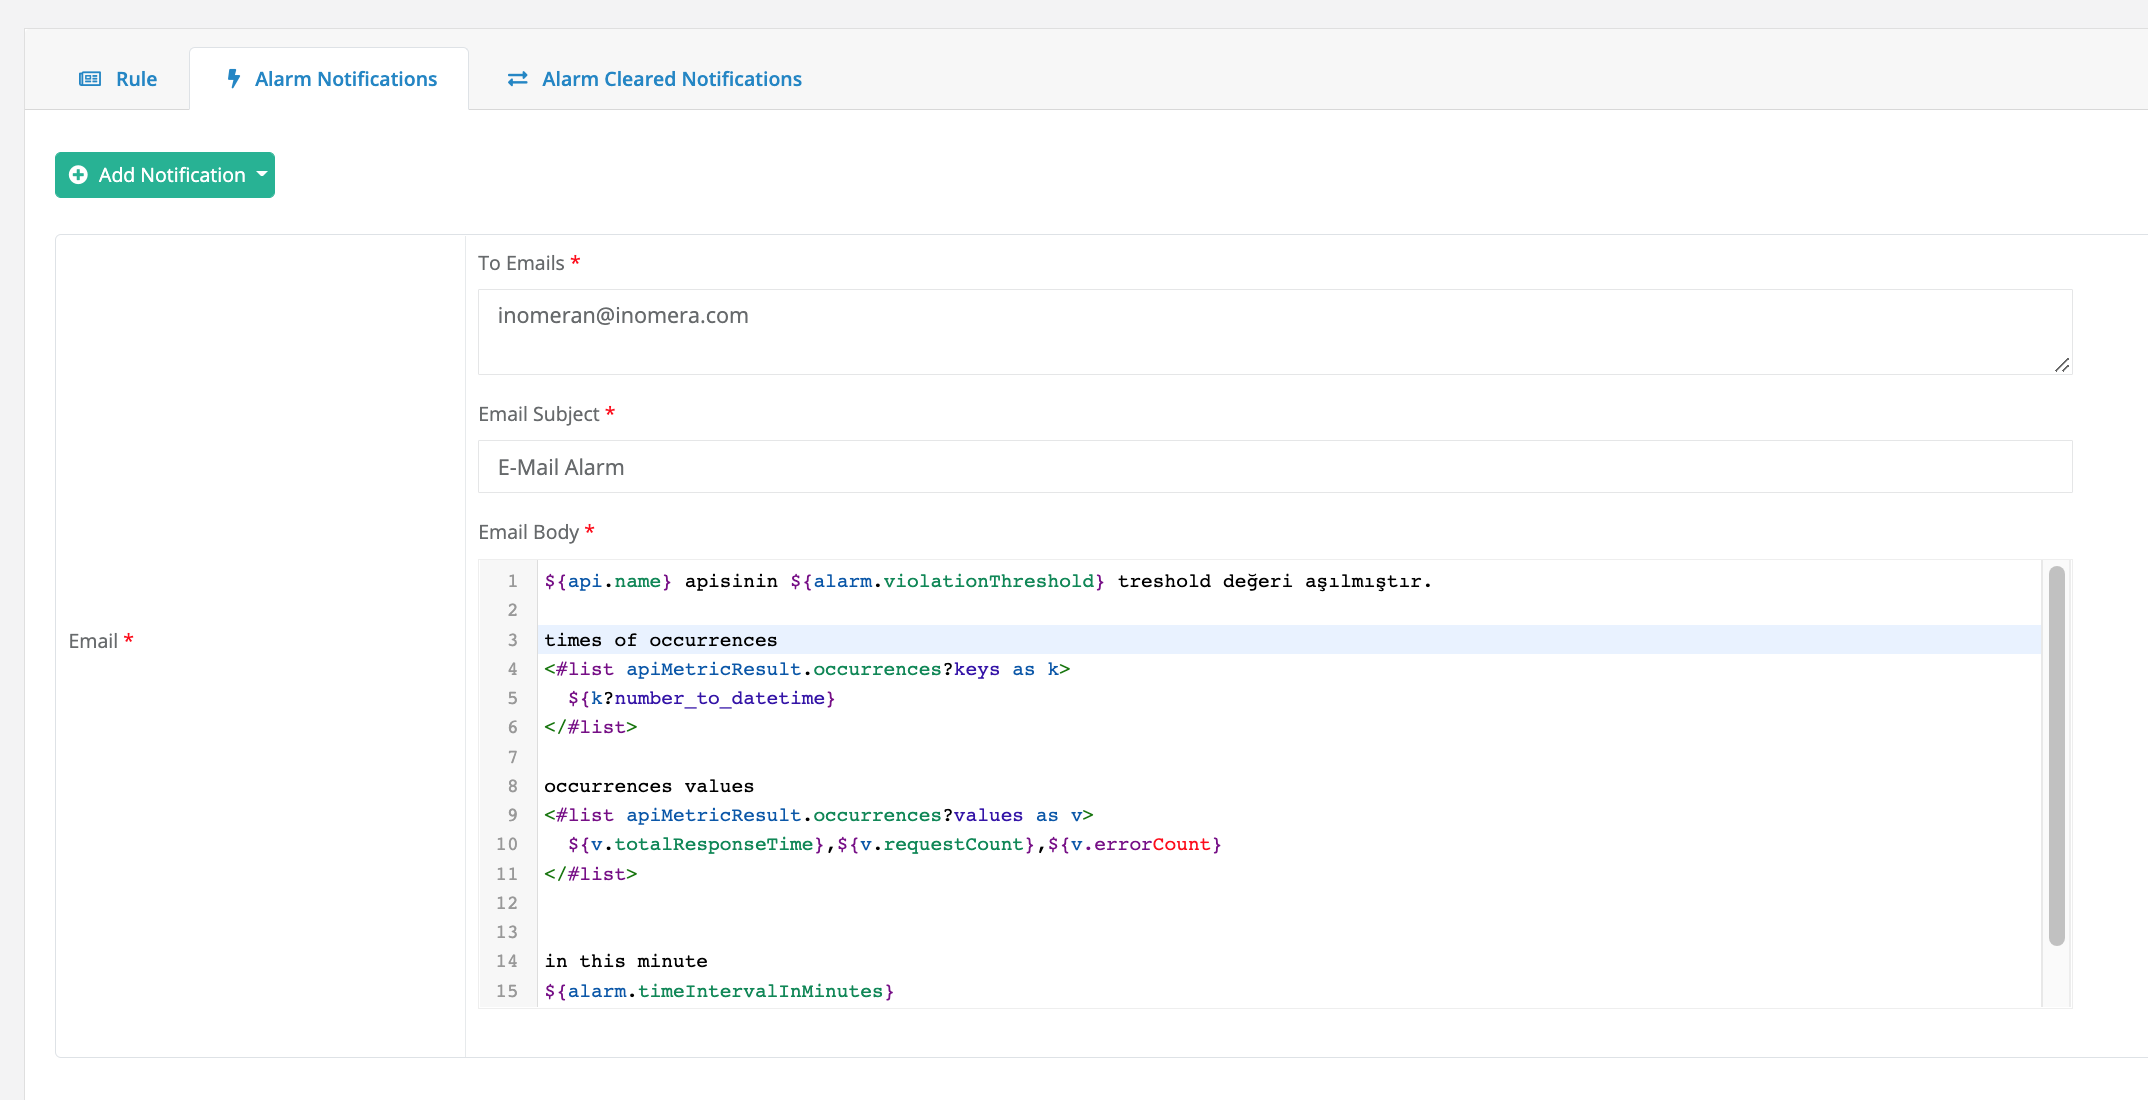 Rule
Alarm Notifications
Alarm Cleared Notifications
Add Notification
Email *
To Emails *
inomeran@inomera.com
Email Subject *
E-Mail Alarm
Email Body *
1 ${api.name} apisinin ${alarm.violationThreshold} treshold değeri aşılmıştır.
2
3 times of occurrences
4 <#list apiMetricResult.occurrences?keys as k>
5 ${k?number_to_datetime}
6 </#list>
7
8 occurrences values
9 <#list apiMetricResult.occurrences?values as v>
10 ${v.totalResponseTime},${v.requestCount},${v.errorCount}
11 </#list>
12
13
14 in this minute
15 ${alarm.timeIntervalInMinutes}